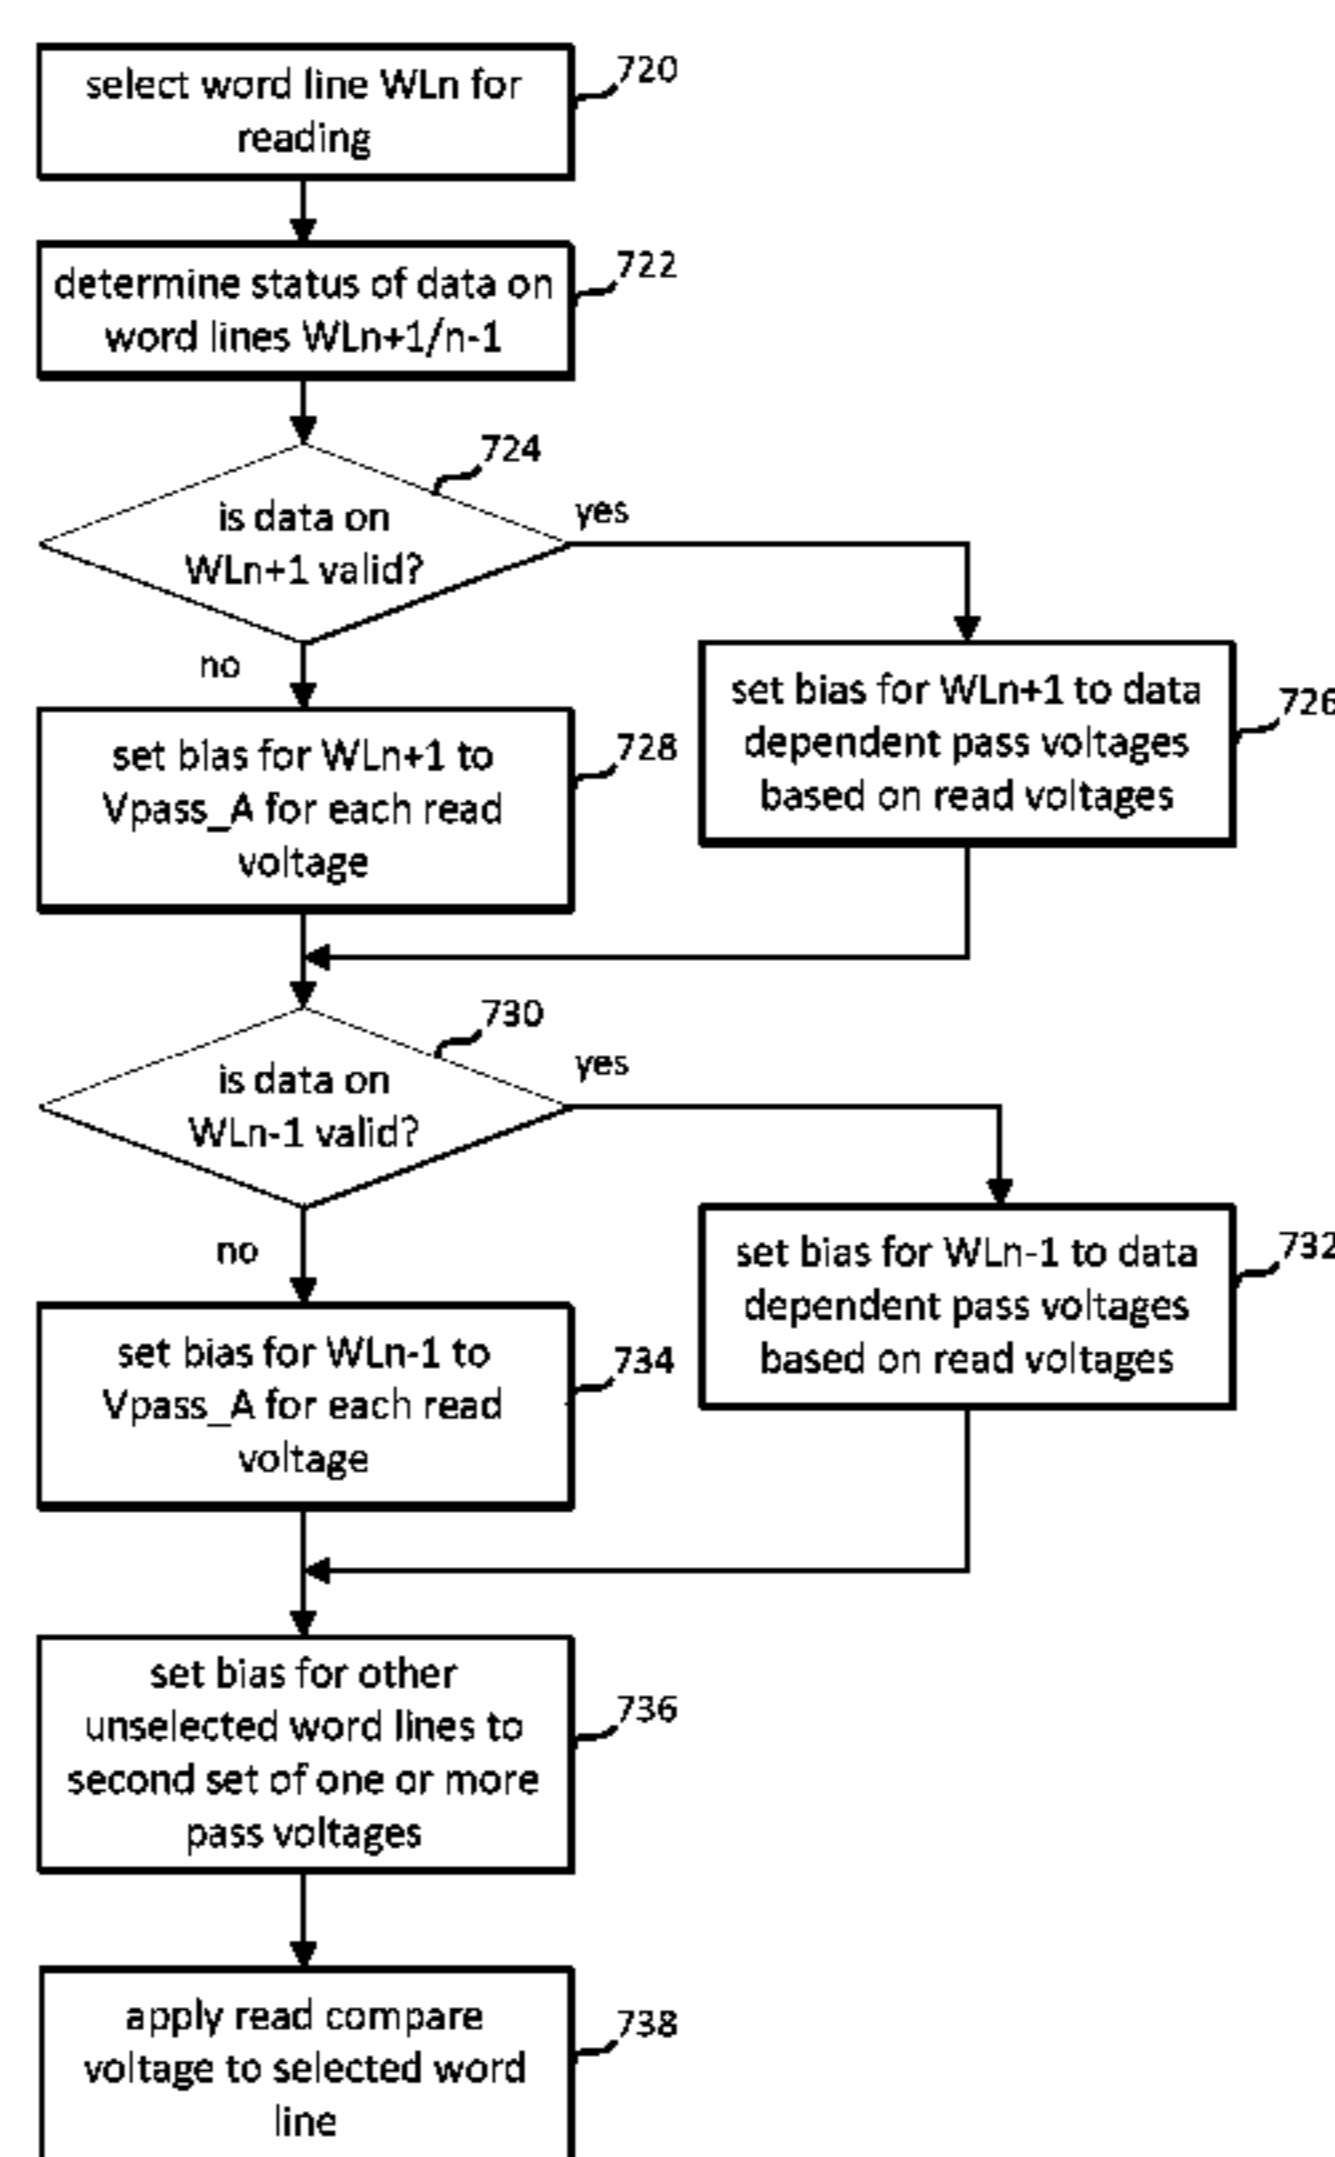 select word line WLn for
reading
720
determine status of data on
word lines WLn+1/n-1
722
724
is data on
WLn+1 valid?
yes
no
set bias for WLn+1 to data
dependent pass voltages
based on read voltages
726
set bias for WLn+1 to
Vpass_A for each read
voltage
728
730
is data on
WLn-1 valid?
yes
no
set bias for WLn-1 to data
dependent pass voltages
based on read voltages
732
set bias for WLn-1 to
Vpass_A for each read
voltage
734
set bias for other
unselected word lines to
second set of one or more
pass voltages
736
apply read compare
voltage to selected word
line
738